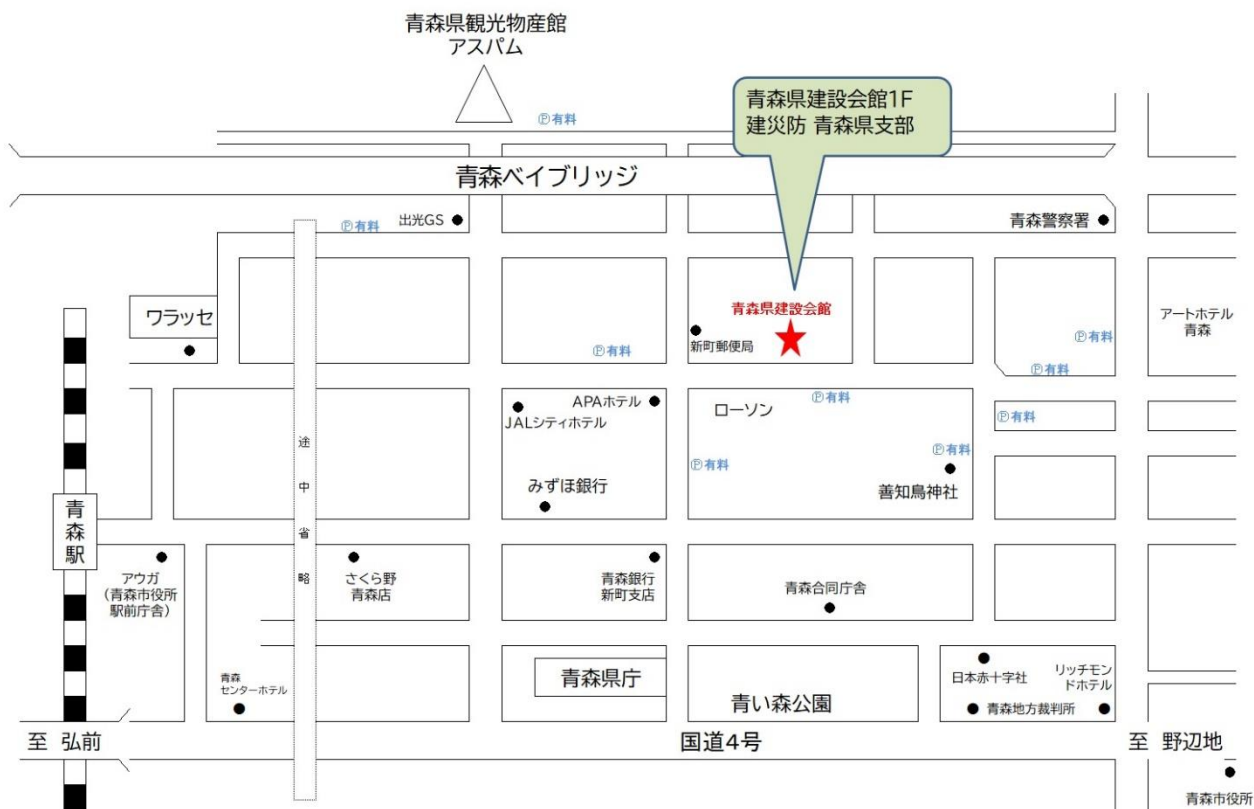 青森県観光物産館
アスパム
青森県建設会館1F
建災防 青森県支部
Ⓟ有料
青森ベイブリッジ
Ⓟ有料
出光GS
青森警察署
ワラッセ
青森県建設会館
新町郵便局
Ⓟ有料
アートホテル
青森
Ⓟ有料
Ⓟ有料
APAホテル
JALシティホテル
ローソン
Ⓟ有料
Ⓟ有料
Ⓟ有料
Ⓟ有料
善知鳥神社
みずほ銀行
途中省略
青森駅
アウガ
(青森市役所
駅前庁舎)
さくら野
青森店
青森銀行
新町支店
青森合同庁舎
青森
センターホテル
青森県庁
青い森公園
日本赤十字社
リッチモン
ドホテル
青森地方裁判所
至 弘前
国道4号
至 野辺地
青森市役所